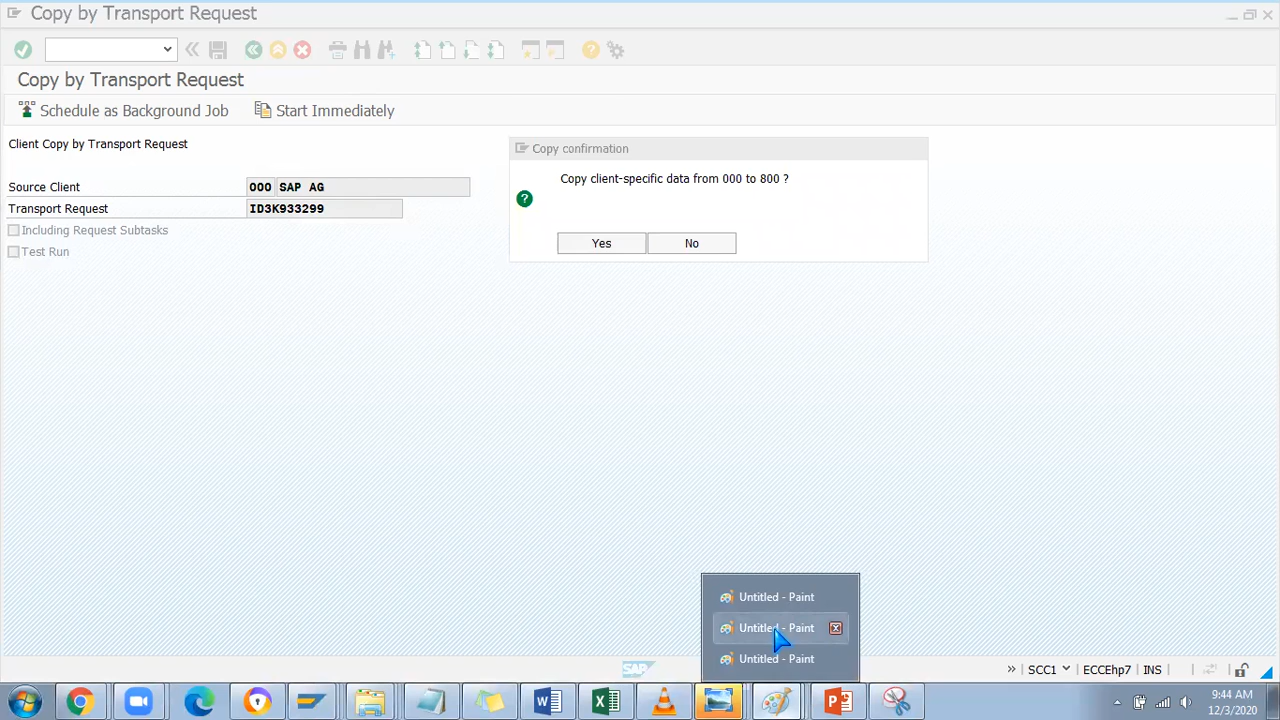 Copy by Transport Request
Copy by Transport Request
Schedule as Background Job Start Immediately
Client Copy by Transport Request
Copy confirmation
Copy client-specific data from 000 to 800 ?
Source Client 000 SAP AG
Transport Request ID3K933299
Including Request Subtasks
Yes No
Test Run
Untitled - Paint
Untitled - Paint
Untitled - Paint
SAP
» SCC1 ECCEhp7 INS
9:44 AM
12/3/2020